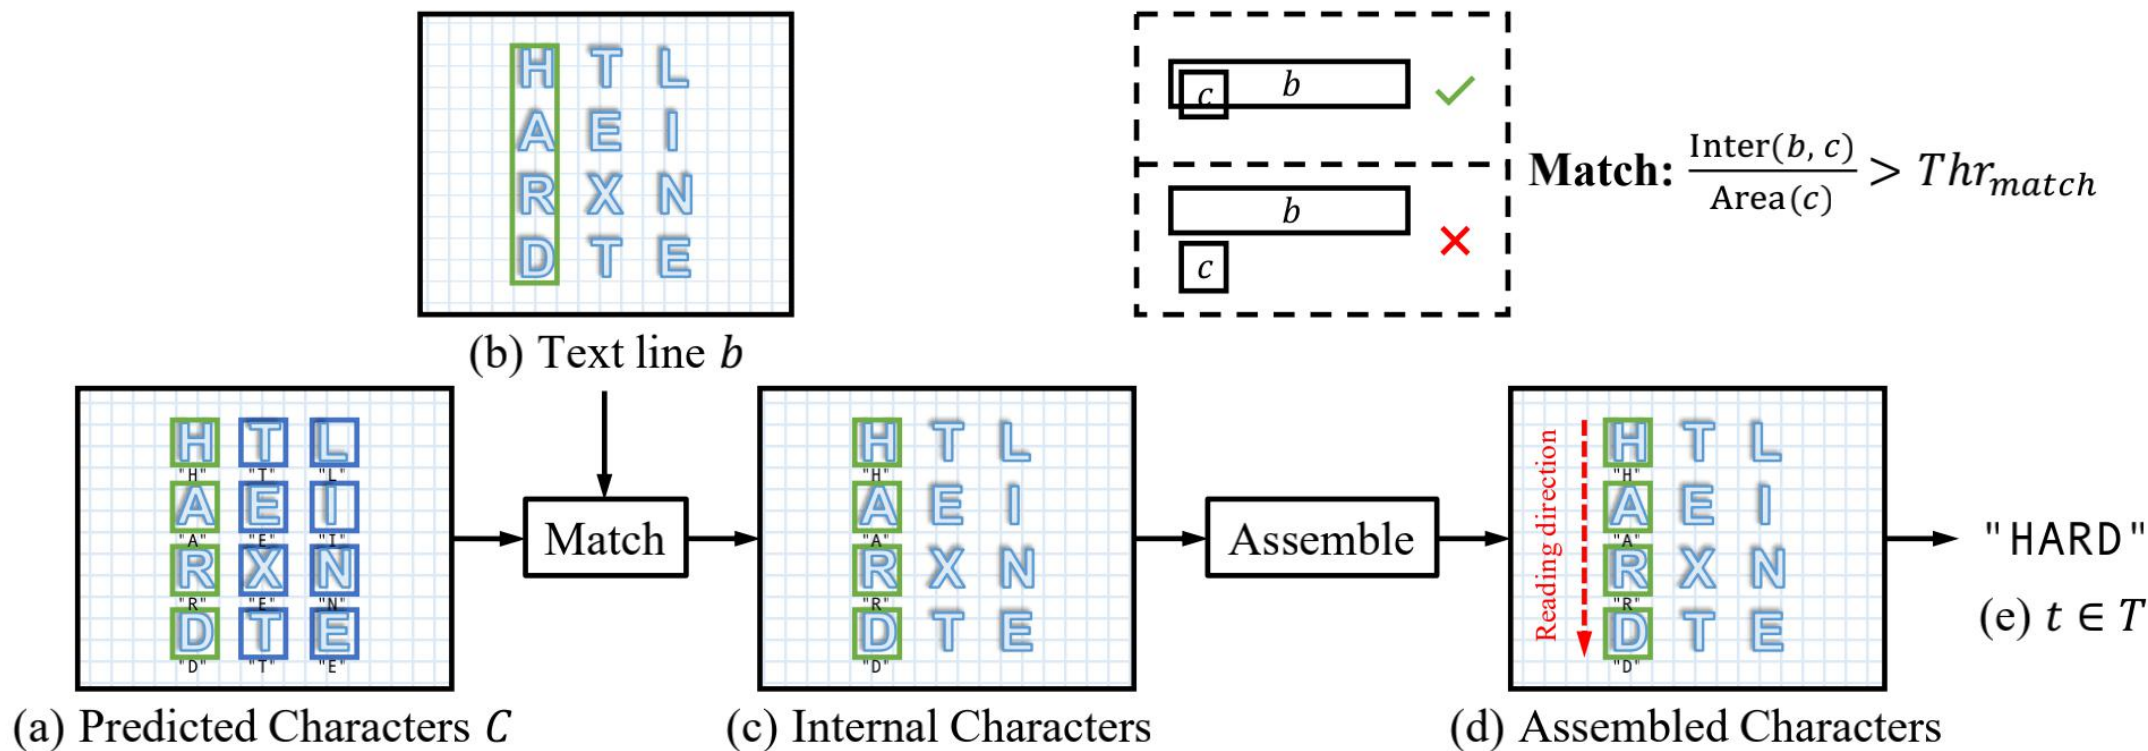 H T L
A E I
R X N
D T E
(b) Text line b
c b
b
c
Match: Inter(b, c) / Area(c) > Thr_match
H T L
"H" "T" "L"
A E I
"A" "E" "I"
R X N
"R" "E" "N"
D T E
"D" "T" "E"
(a) Predicted Characters C
Match
H T L
"H"
A E I
"A"
R X N
"R"
D T E
"D"
(c) Internal Characters
Assemble
Reading direction
H T L
"H"
A E I
"A"
R X N
"R"
D T E
"D"
(d) Assembled Characters
"HARD"
(e) t ∈ T